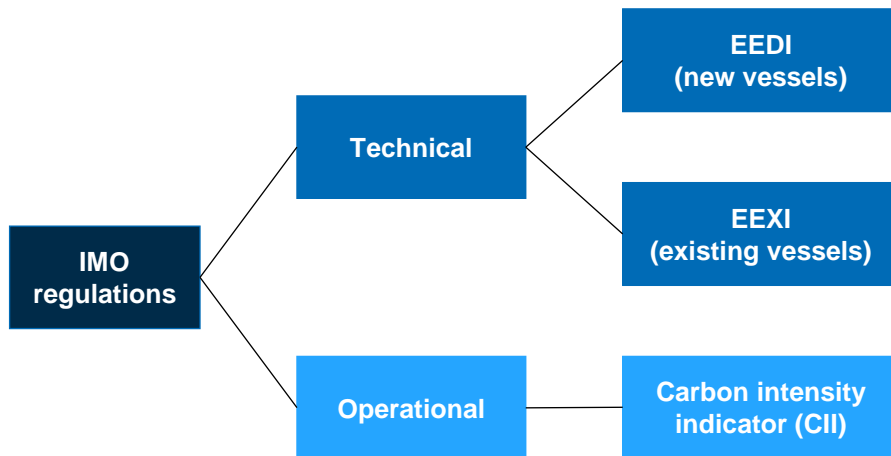 EEDI
(new vessels)
Technical
EEXI
(existing vessels)
IMO
regulations
Operational
Carbon intensity
indicator (CII)